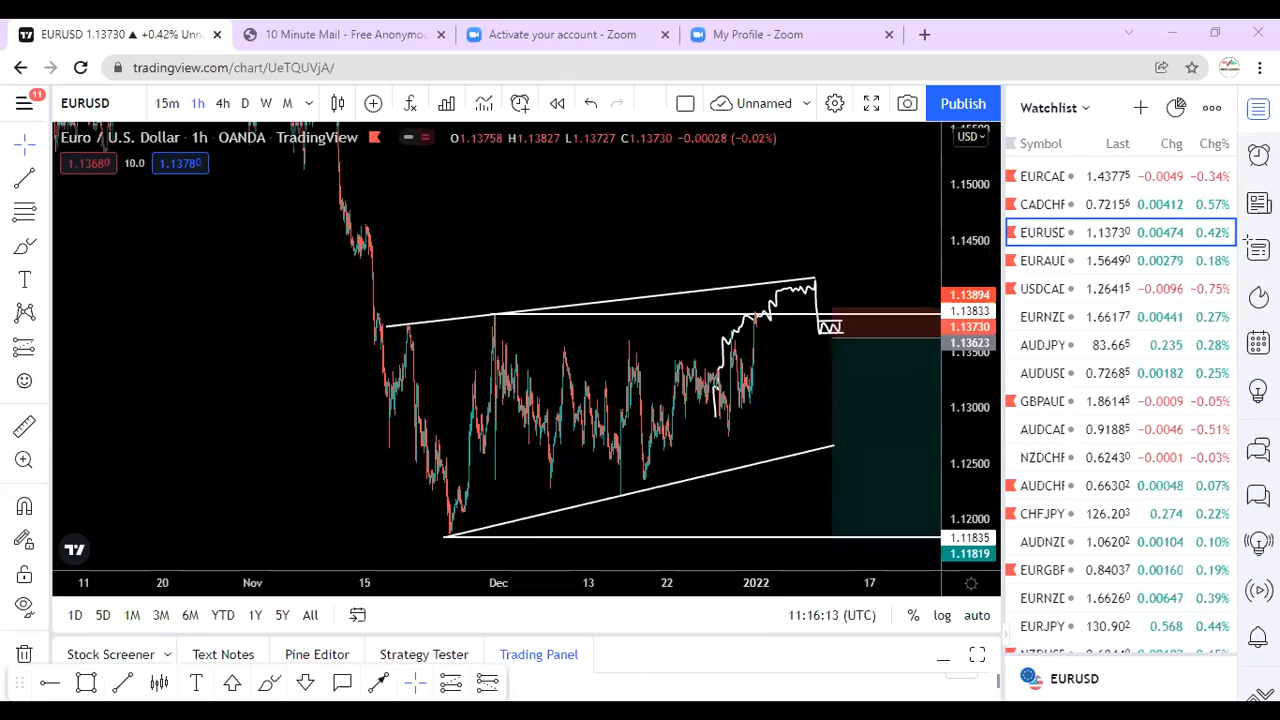 EURUSD 1.13730 ▲ +0.42% Unn
10 Minute Mail - Free Anonymo
Activate your account - Zoom
My Profile - Zoom
tradingview.com/chart/UeTQUVjA/
11
EURUSD
15m 1h 4h D W M
Unnamed
Publish
Watchlist
Euro / U.S. Dollar · 1h · OANDA · TradingView
O1.13758 H1.13827 L1.13727 C1.13730 −0.00028 (−0.02%)
USD
1.13680 10.0 1.13780
1.15000
1.14500
1.13894
1.13833
1.13730
1.13623
1.13500
1.13000
1.12500
1.12000
1.11835
1.11819
11 20 Nov 15 Dec 13 22 2022 17
1D 5D 1M 3M 6M YTD 1Y 5Y All
11:16:13 (UTC)
% log auto
Stock Screener Text Notes Pine Editor Strategy Tester Trading Panel
Symbol Last Chg Chg%
EURCAD 1.43775 −0.0049 −0.34%
CADCHF 0.72156 0.00412 0.57%
EURUSD 1.13730 0.00474 0.42%
EURAU 1.56490 0.00279 0.18%
USDCAD 1.26415 −0.0096 −0.75%
EURNZ 1.66177 0.00441 0.27%
AUDJPY 83.665 0.235 0.28%
AUDUSD 0.72685 0.00182 0.25%
GBPAU 1.86145 −0.0009 −0.05%
AUDCAD 0.91885 −0.0046 −0.51%
NZDCHF 0.62430 −0.0001 −0.03%
AUDCHF 0.66302 0.00048 0.07%
CHFJPY 126.203 0.274 0.22%
AUDNZ 1.06202 0.00104 0.10%
EURGBP 0.84037 0.00160 0.19%
EURNZ 1.66260 0.00647 0.39%
EURJPY 130.902 0.568 0.44%
EURUSD